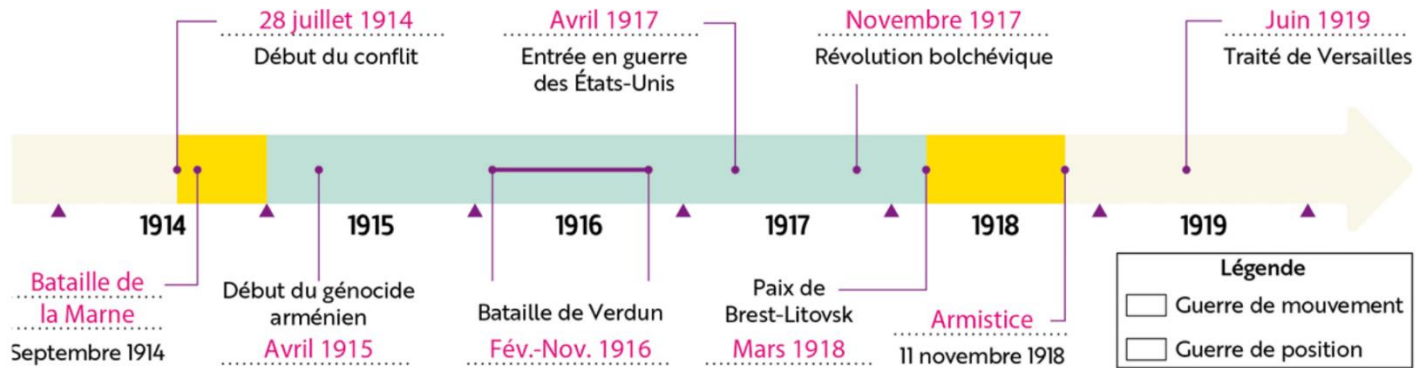 28 juillet 1914
Début du conflit
Avril 1917
Entrée en guerre
des États-Unis
Novembre 1917
Révolution bolchévique
Juin 1919
Traité de Versailles
1914
1915
1916
1917
1918
1919
Bataille de
la Marne
Septembre 1914
Début du génocide
arménien
Avril 1915
Bataille de Verdun
Fév.-Nov. 1916
Paix de
Brest-Litovsk
Mars 1918
Armistice
11 novembre 1918
Légende
Guerre de mouvement
Guerre de position